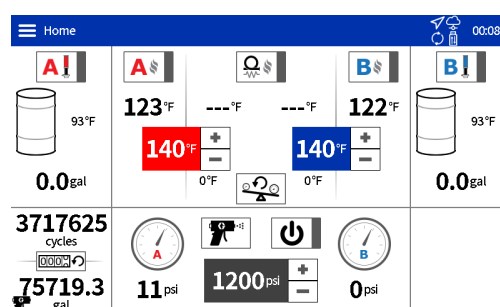 Home 00:08
A A B B
93°F 123°F ---°F ---°F 122°F 93°F
140°F + − 140°F + −
0°F 0°F
0.0gal 0.0gal
3717625
cycles
000
A B
75719.3
gal
11psi 1200psi + − 0psi